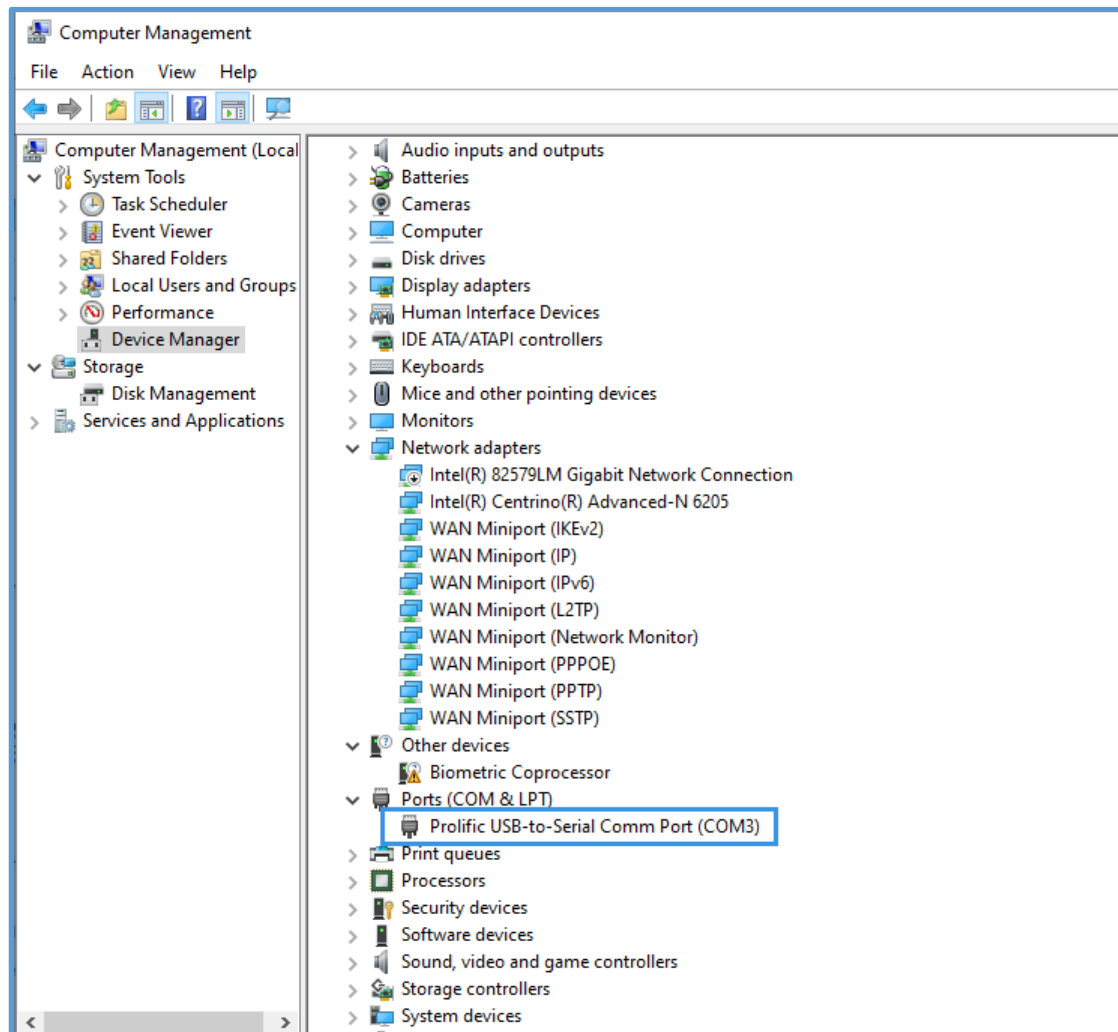 Computer Management
File Action View Help
Computer Management (Local
System Tools
Task Scheduler
Event Viewer
Shared Folders
Local Users and Groups
Performance
Device Manager
Storage
Disk Management
Services and Applications
Audio inputs and outputs
Batteries
Cameras
Computer
Disk drives
Display adapters
Human Interface Devices
IDE ATA/ATAPI controllers
Keyboards
Mice and other pointing devices
Monitors
Network adapters
Intel(R) 82579LM Gigabit Network Connection
Intel(R) Centrino(R) Advanced-N 6205
WAN Miniport (IKEv2)
WAN Miniport (IP)
WAN Miniport (IPv6)
WAN Miniport (L2TP)
WAN Miniport (Network Monitor)
WAN Miniport (PPPOE)
WAN Miniport (PPTP)
WAN Miniport (SSTP)
Other devices
Biometric Coprocessor
Ports (COM & LPT)
Prolific USB-to-Serial Comm Port (COM3)
Print queues
Processors
Security devices
Software devices
Sound, video and game controllers
Storage controllers
System devices